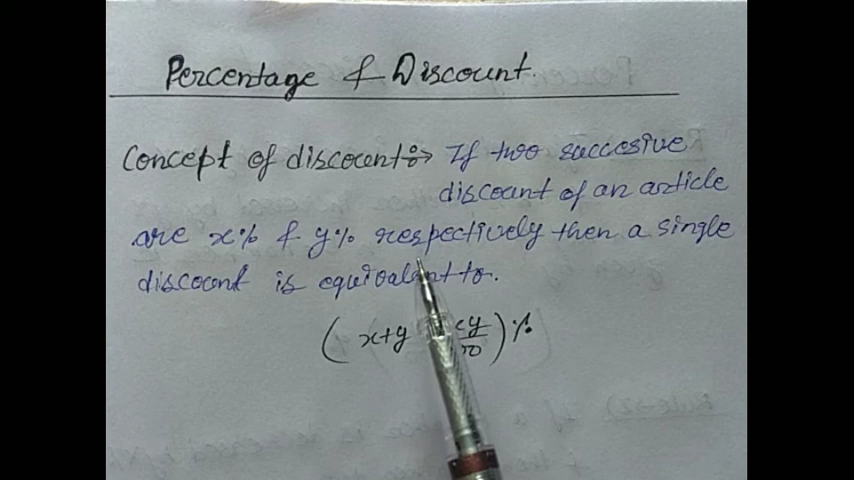 Percentage & Discount.
Concept of discount:→ If two succesive
discount of an article
are x% & y% respectively then a single
discount is equivalent to.
( x+y )%